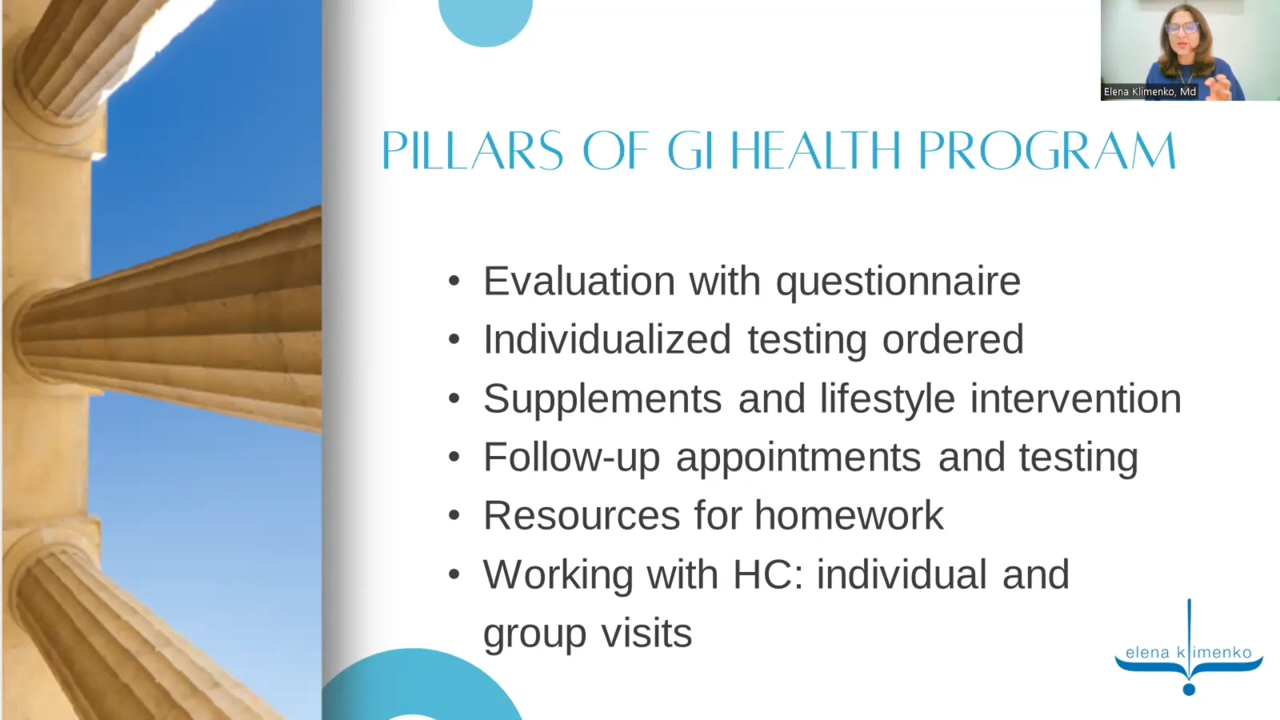 Elena Klimenko, Md
PILLARS OF GI HEALTH PROGRAM
• Evaluation with questionnaire
• Individualized testing ordered
• Supplements and lifestyle intervention
• Follow-up appointments and testing
• Resources for homework
• Working with HC: individual and
group visits
elena klimenko